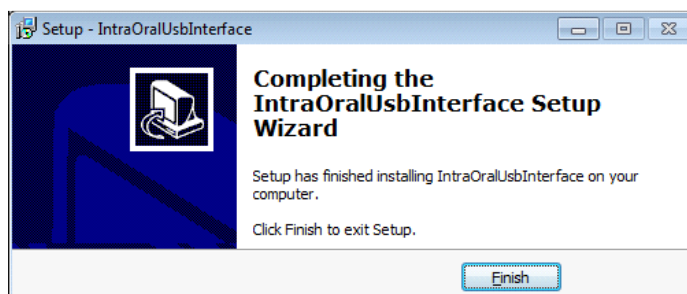 Setup - IntraOralUsbInterface
Completing the
IntraOralUsbInterface Setup
Wizard
Setup has finished installing IntraOralUsbInterface on your
computer.
Click Finish to exit Setup.
Finish